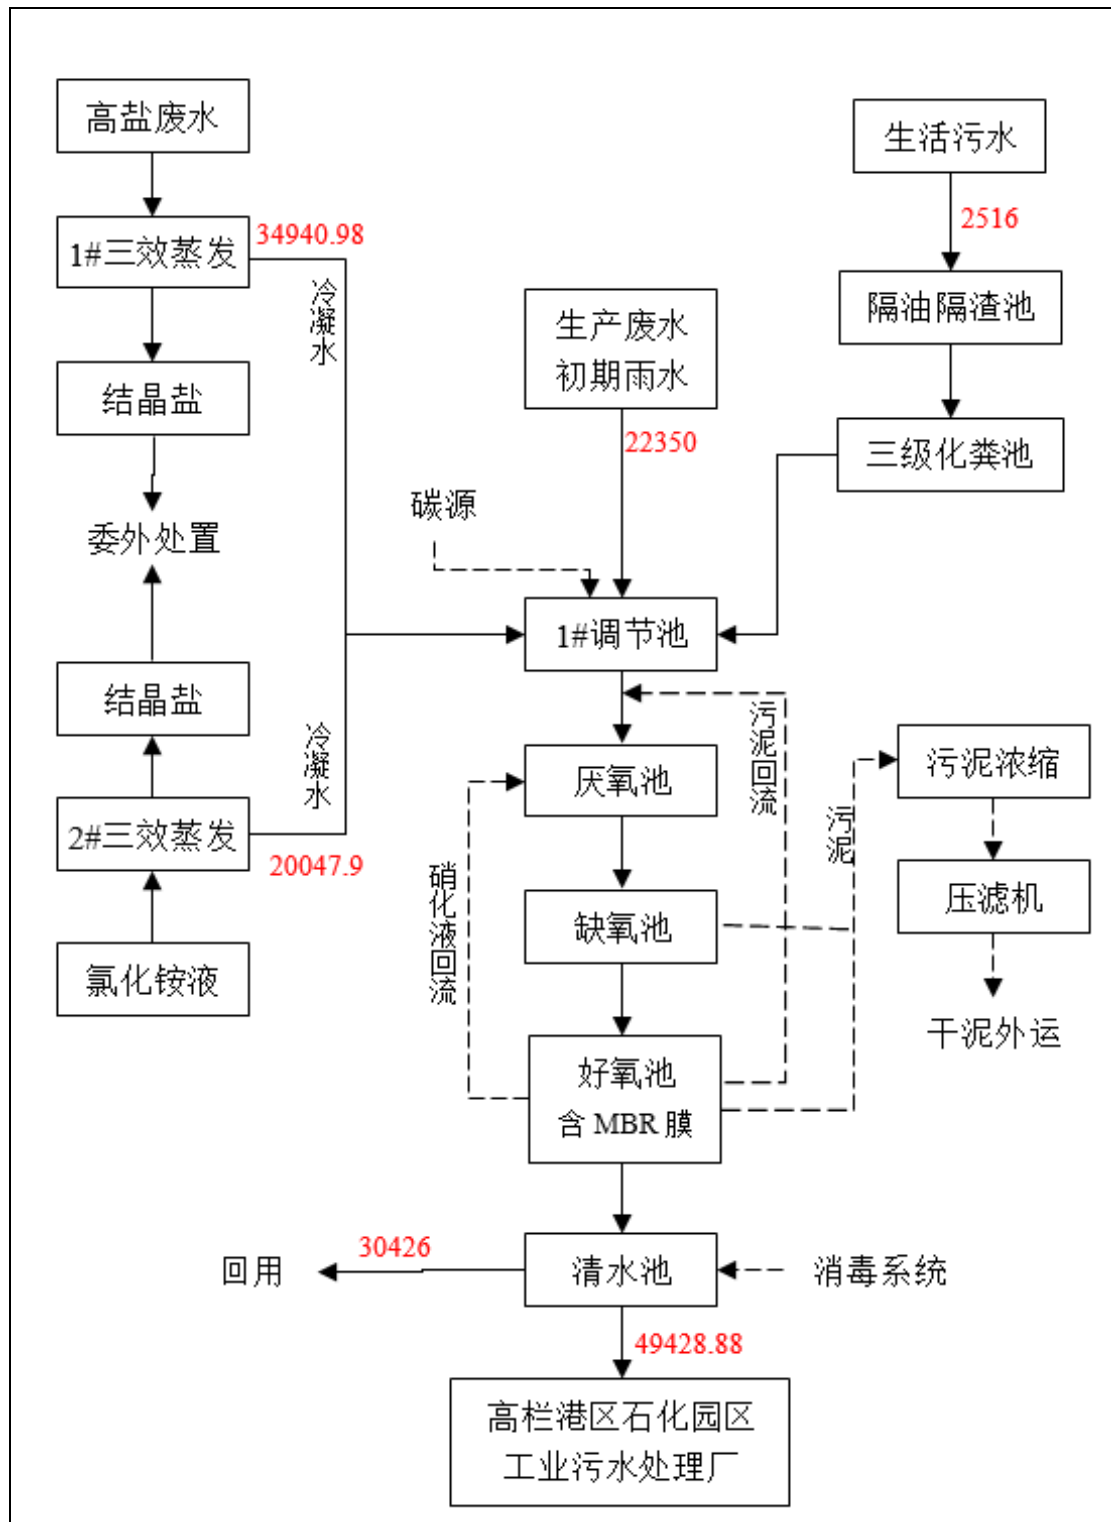 高盐废水
生活污水
2516
1#三效蒸发
34940.98
冷凝水
隔油隔渣池
生产废水
初期雨水
22350
结晶盐
三级化粪池
碳源
委外处置
1#调节池
结晶盐
冷凝水
污泥回流
污泥浓缩
厌氧池
2#三效蒸发
20047.9
污泥
硝化液回流
压滤机
缺氧池
氯化铵液
干泥外运
好氧池
含 MBR 膜
30426
回用
清水池
消毒系统
49428.88
高栏港区石化园区
工业污水处理厂